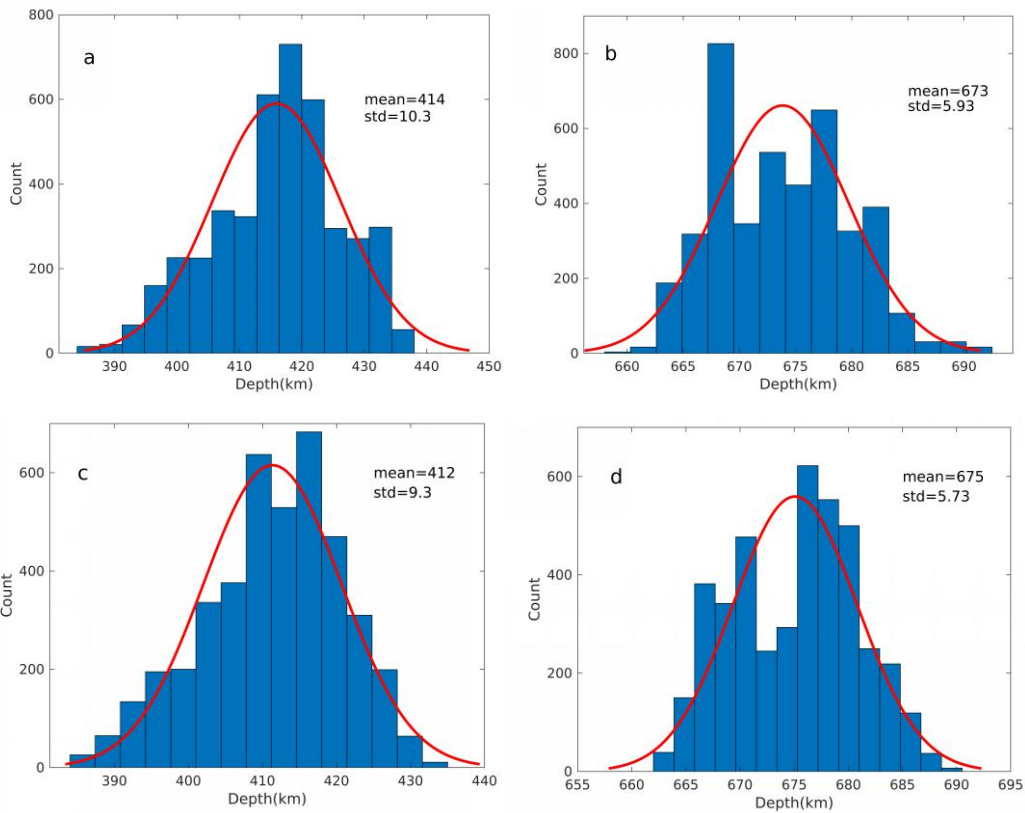 800
600
400
200
0
Count
a
mean=414
std=10.3
390 400 410 420 430 440 450
Depth(km)
800
600
400
200
0
Count
b
mean=673
std=5.93
660 665 670 675 680 685 690
Depth(km)
600
400
200
0
Count
c
mean=412
std=9.3
390 400 410 420 430 440
Depth(km)
600
400
200
0
Count
d
mean=675
std=5.73
655 660 665 670 675 680 685 690 695
Depth(km)